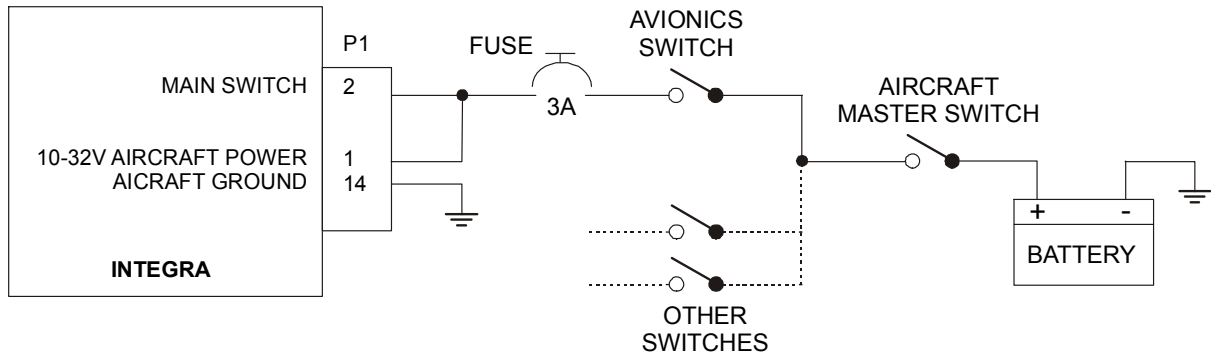 AVIONICS
SWITCH
P1
FUSE
MAIN SWITCH
2
3A
AIRCRAFT
MASTER SWITCH
10-32V AIRCRAFT POWER
1
AICRAFT GROUND
14
+
-
BATTERY
INTEGRA
OTHER
SWITCHES